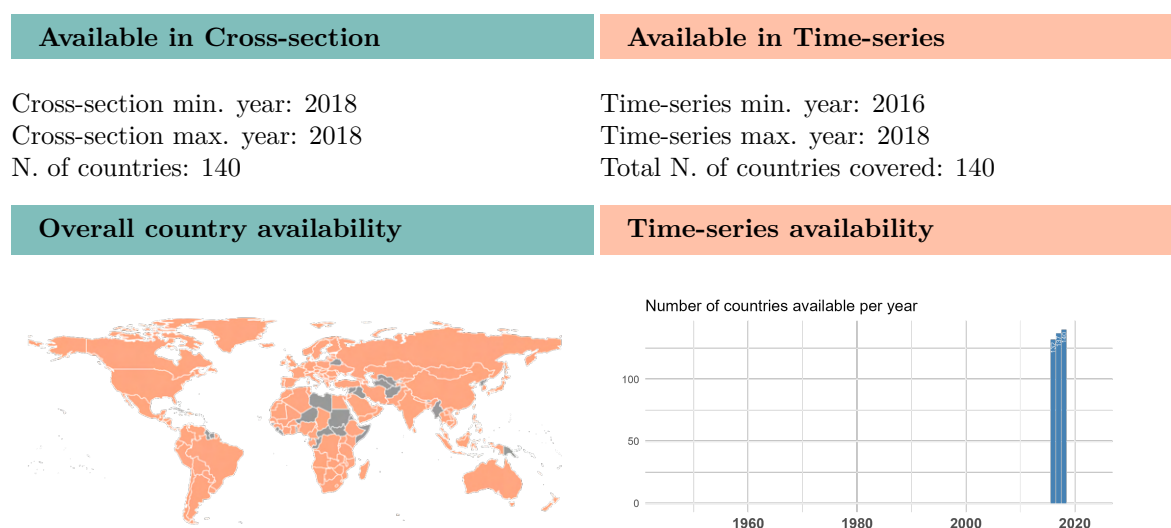 Available in Cross-section
Available in Time-series
Cross-section min. year: 2018
Cross-section max. year: 2018
N. of countries: 140
Time-series min. year: 2016
Time-series max. year: 2018
Total N. of countries covered: 140
Overall country availability
Time-series availability
Number of countries available per year
100
50
0
1960 1980 2000 2020